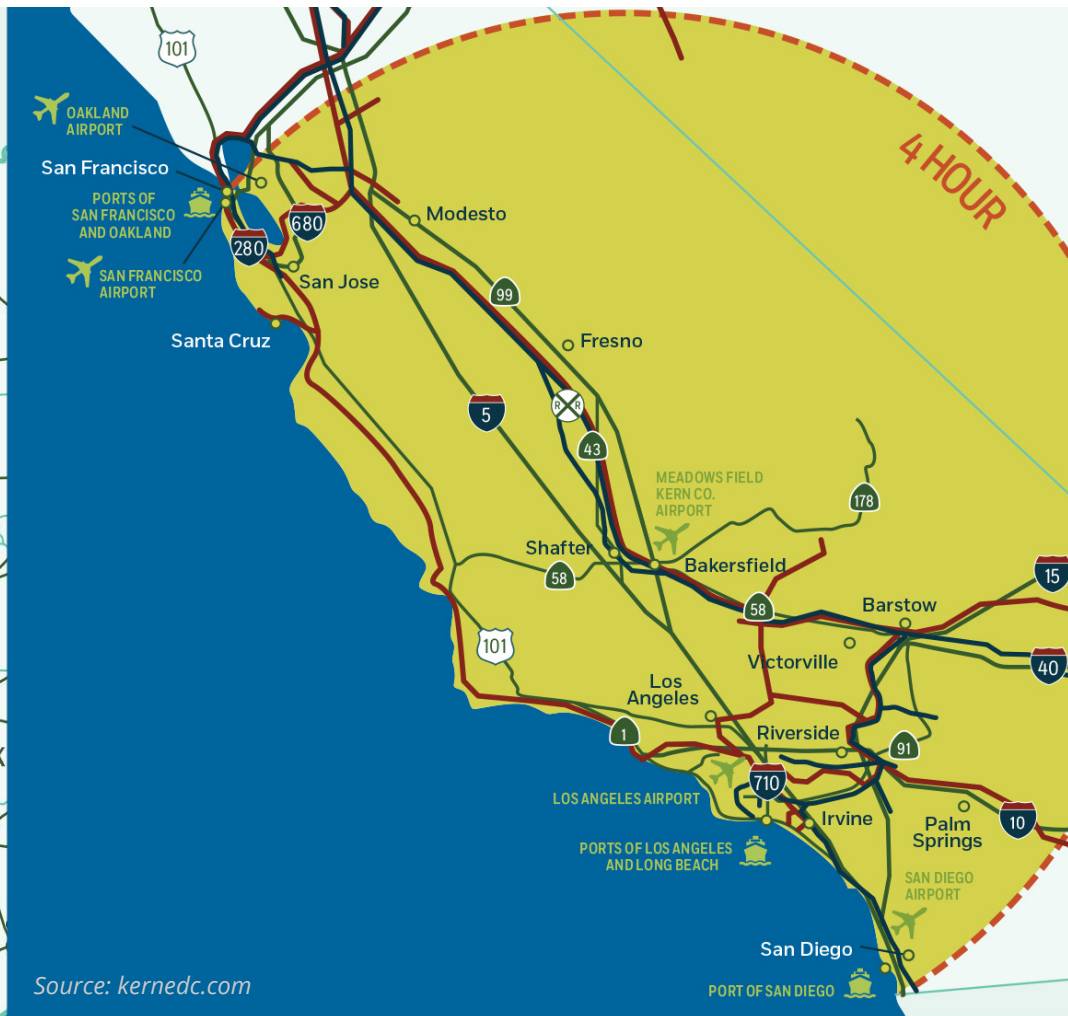 101
OAKLAND
AIRPORT
San Francisco
PORTS OF
SAN FRANCISCO
AND OAKLAND
280
680
SAN FRANCISCO
AIRPORT
San Jose
Santa Cruz
Modesto
4 HOUR
99
Fresno
5
R R
43
MEADOWS FIELD
KERN CO.
AIRPORT
178
Shafter
58
Bakersfield
58
15
Barstow
101
Victorville
40
Los
Angeles
1
Riverside
91
LOS ANGELES AIRPORT
710
Irvine
Palm
Springs
10
PORTS OF LOS ANGELES
AND LONG BEACH
SAN DIEGO
AIRPORT
San Diego
PORT OF SAN DIEGO
Source: kernedc.com